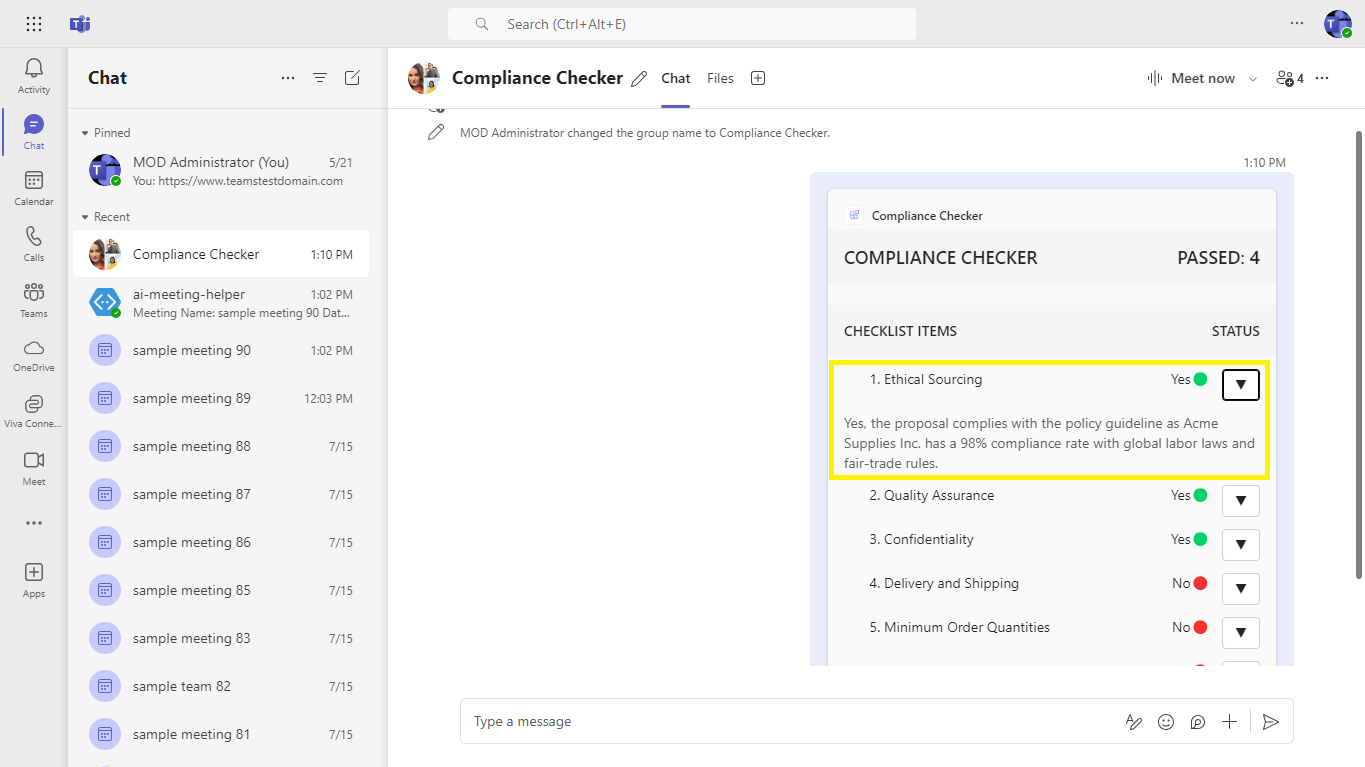 Search (Ctrl+Alt+E)
Activity
Chat
Calendar
Calls
Teams
OneDrive
Viva Conne...
Meet
Apps
Chat
Pinned
MOD Administrator (You) 5/21
You: https://www.teamstestdomain.com
Recent
Compliance Checker 1:10 PM
ai-meeting-helper 1:02 PM
Meeting Name: sample meeting 90 Dat...
sample meeting 90 1:02 PM
sample meeting 89 12:03 PM
sample meeting 88 7/15
sample meeting 87 7/15
sample meeting 86 7/15
sample meeting 85 7/15
sample meeting 83 7/15
sample team 82 7/15
sample meeting 81 7/15
Compliance Checker Chat Files Meet now 4
MOD Administrator changed the group name to Compliance Checker.
1:10 PM
Compliance Checker
COMPLIANCE CHECKER PASSED: 4
CHECKLIST ITEMS STATUS
1. Ethical Sourcing Yes
Yes, the proposal complies with the policy guideline as Acme
Supplies Inc. has a 98% compliance rate with global labor laws and
fair-trade rules.
2. Quality Assurance Yes
3. Confidentiality Yes
4. Delivery and Shipping No
5. Minimum Order Quantities No
Type a message